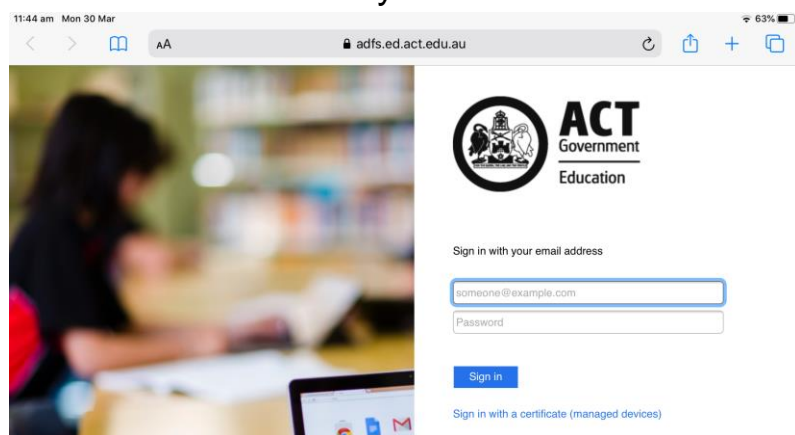 11:44 am Mon 30 Mar 63%
AA adfs.ed.act.edu.au
ACT
Government
Education
Sign in with your email address
someone@example.com
Password
Sign in
Sign in with a certificate (managed devices)